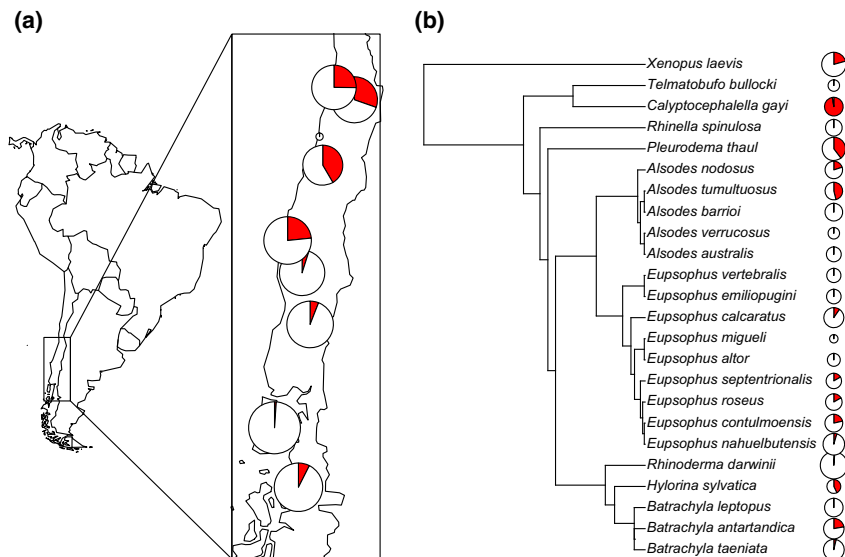 (a)
(b)
Xenopus laevis
Telmatobufo bullocki
Calyptocephalella gayi
Rhinella spinulosa
Pleurodema thaul
Alsodes nodosus
Alsodes tumultuosus
Alsodes barrioi
Alsodes verrucosus
Alsodes australis
Eupsophus vertebralis
Eupsophus emiliopugini
Eupsophus calcaratus
Eupsophus migueli
Eupsophus altor
Eupsophus septentrionalis
Eupsophus roseus
Eupsophus contulmoensis
Eupsophus nahuelbutensis
Rhinoderma darwinii
Hylorina sylvatica
Batrachyla leptopus
Batrachyla antartandica
Batrachyla taeniata